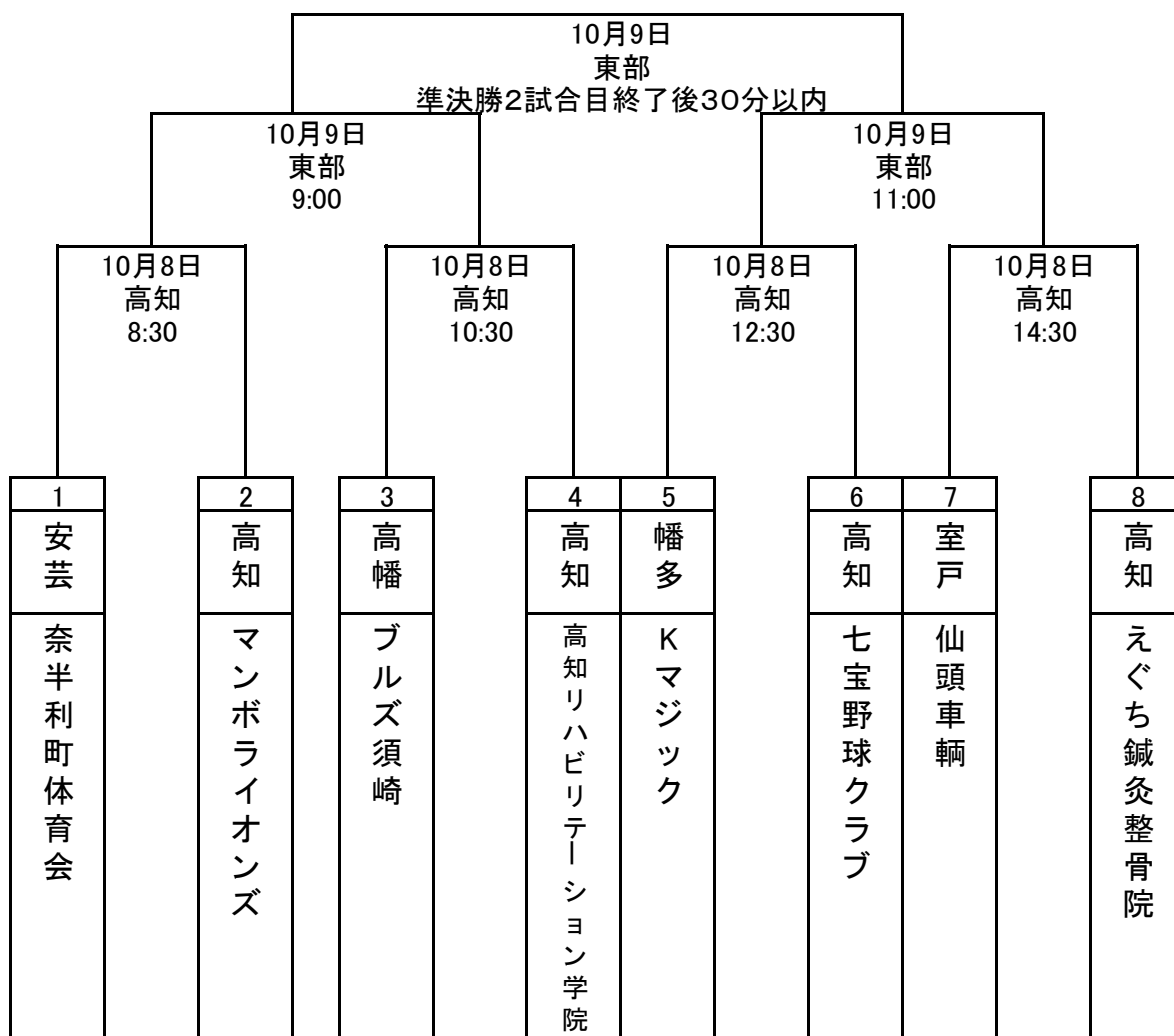 10月9日
東部
準決勝2試合目終了後30分以内
10月9日
東部
9:00
10月9日
東部
11:00
10月8日
高知
8:30
10月8日
高知
10:30
10月8日
高知
12:30
10月8日
高知
14:30
1
安芸
奈半利町体育会
2
高知
マンボライオンズ
3
高幡
ブルズ須崎
4
高知
高知リハビリテーション学院
5
幡多
Kマジック
6
高知
七宝野球クラブ
7
室戸
仙頭車輌
8
高知
えぐち鍼灸整骨院